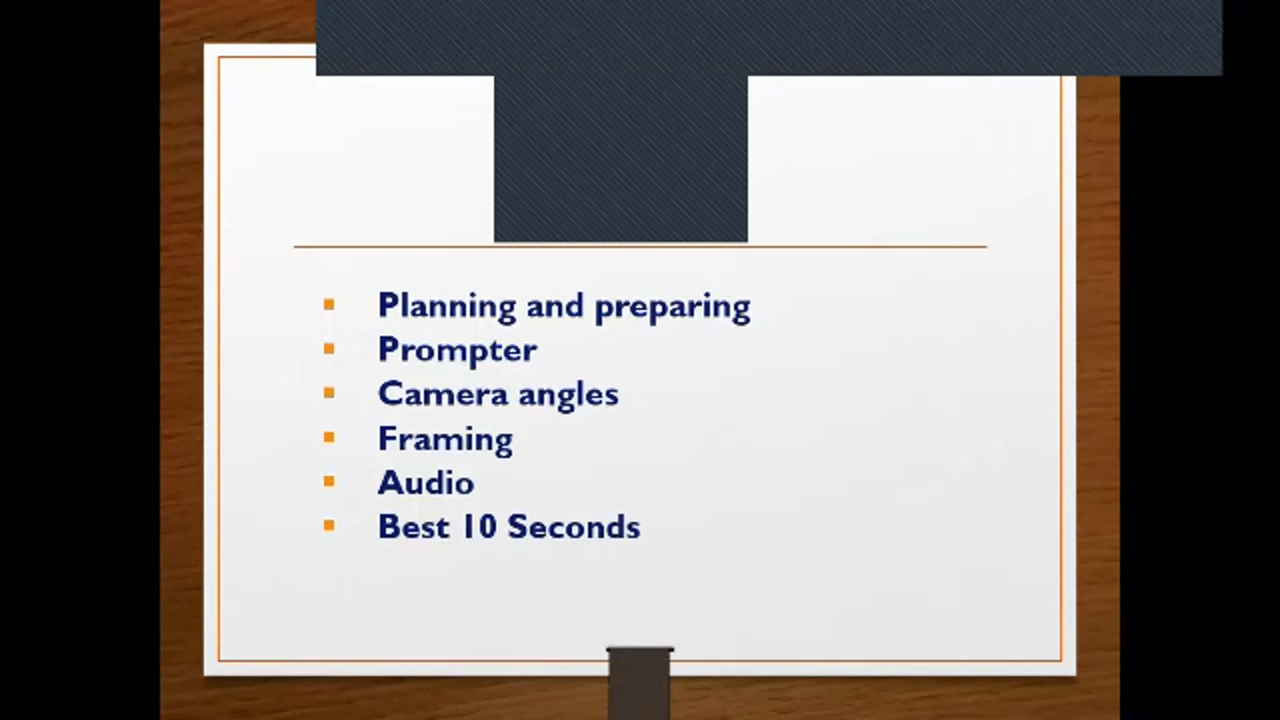 Planning and preparing
Prompter
Camera angles
Framing
Audio
Best 10 Seconds